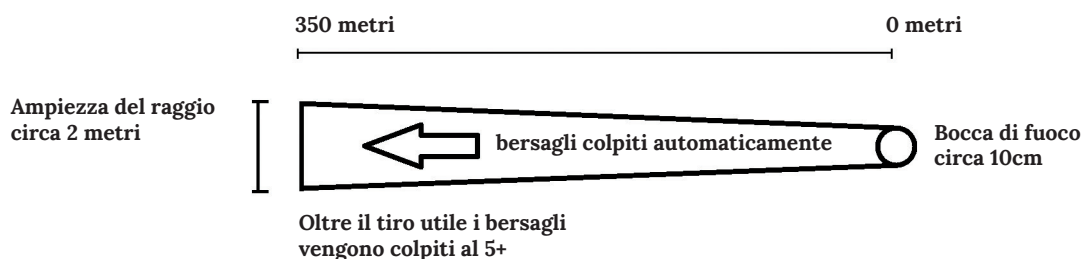 350 metri
0 metri
Ampiezza del raggio
circa 2 metri
bersagli colpiti automaticamente
Bocca di fuoco
circa 10cm
Oltre il tiro utile i bersagli
vengono colpiti al 5+